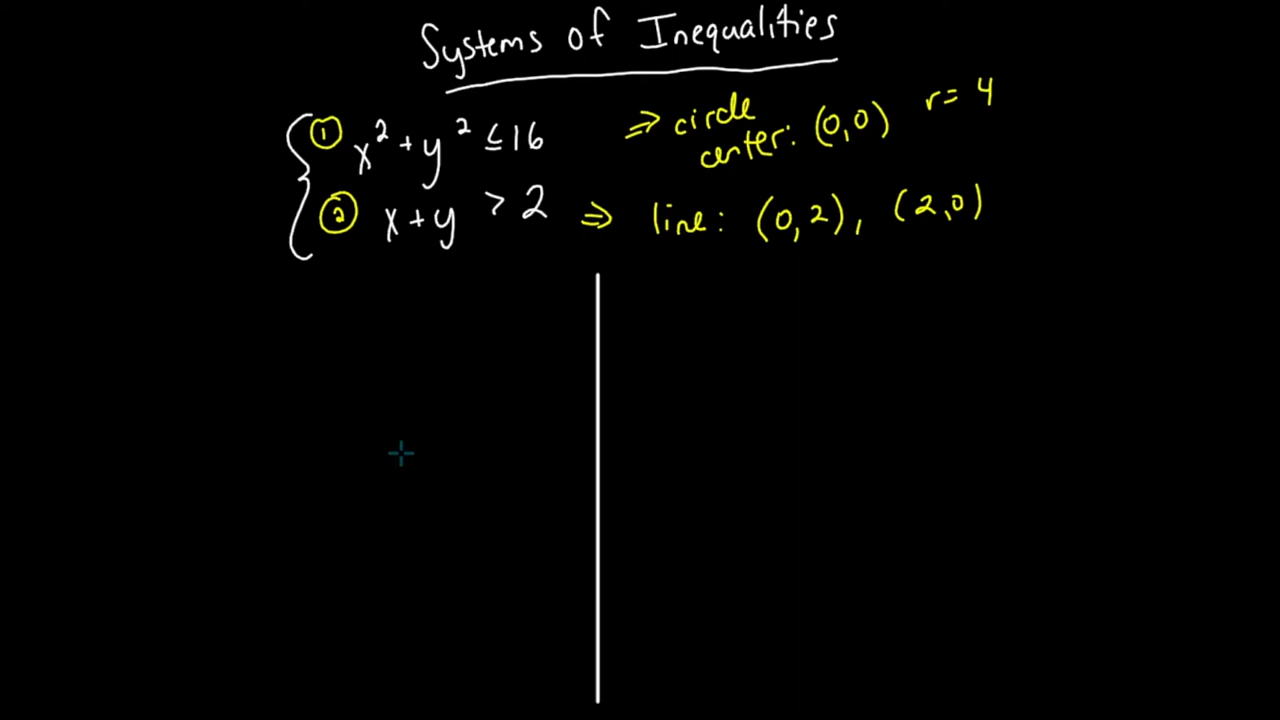 Systems of Inequalities
① x² + y² ≤ 16 ⇒ circle r = 4
center: (0,0)
② x + y > 2 ⇒ line: (0,2), (2,0)